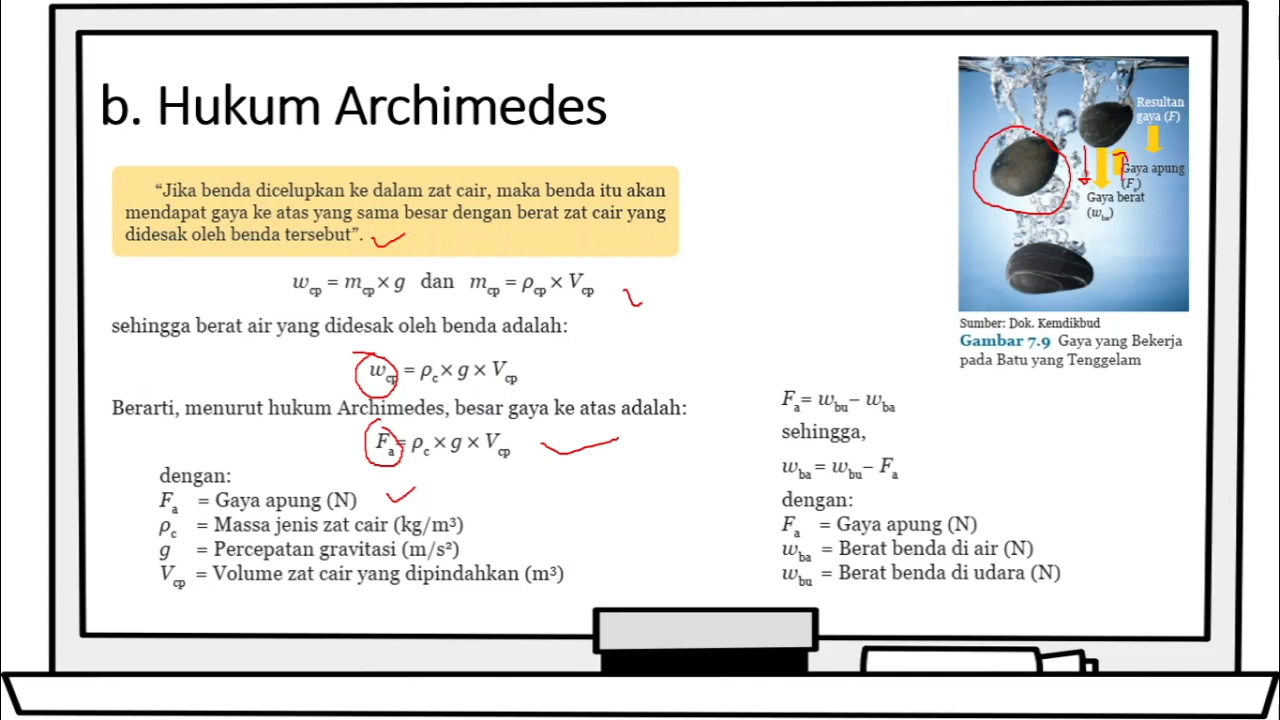 b. Hukum Archimedes
“Jika benda dicelupkan ke dalam zat cair, maka benda itu akan
mendapat gaya ke atas yang sama besar dengan berat zat cair yang
didesak oleh benda tersebut”.
w_cp = m_cp × g dan m_cp = ρ_cp × V_cp
sehingga berat air yang didesak oleh benda adalah:
w_cp = ρ_c × g × V_cp
Berarti, menurut hukum Archimedes, besar gaya ke atas adalah:
F_a = ρ_c × g × V_cp
dengan:
F_a = Gaya apung (N)
ρ_c = Massa jenis zat cair (kg/m³)
g = Percepatan gravitasi (m/s²)
V_cp = Volume zat cair yang dipindahkan (m³)
Resultan
gaya (F)
Gaya apung
(F_a)
Gaya berat
(w_ba)
Sumber: Dok. Kemdikbud
Gambar 7.9 Gaya yang Bekerja
pada Batu yang Tenggelam
F_a = w_bu − w_ba
sehingga,
w_ba = w_bu − F_a
dengan:
F_a = Gaya apung (N)
w_ba = Berat benda di air (N)
w_bu = Berat benda di udara (N)